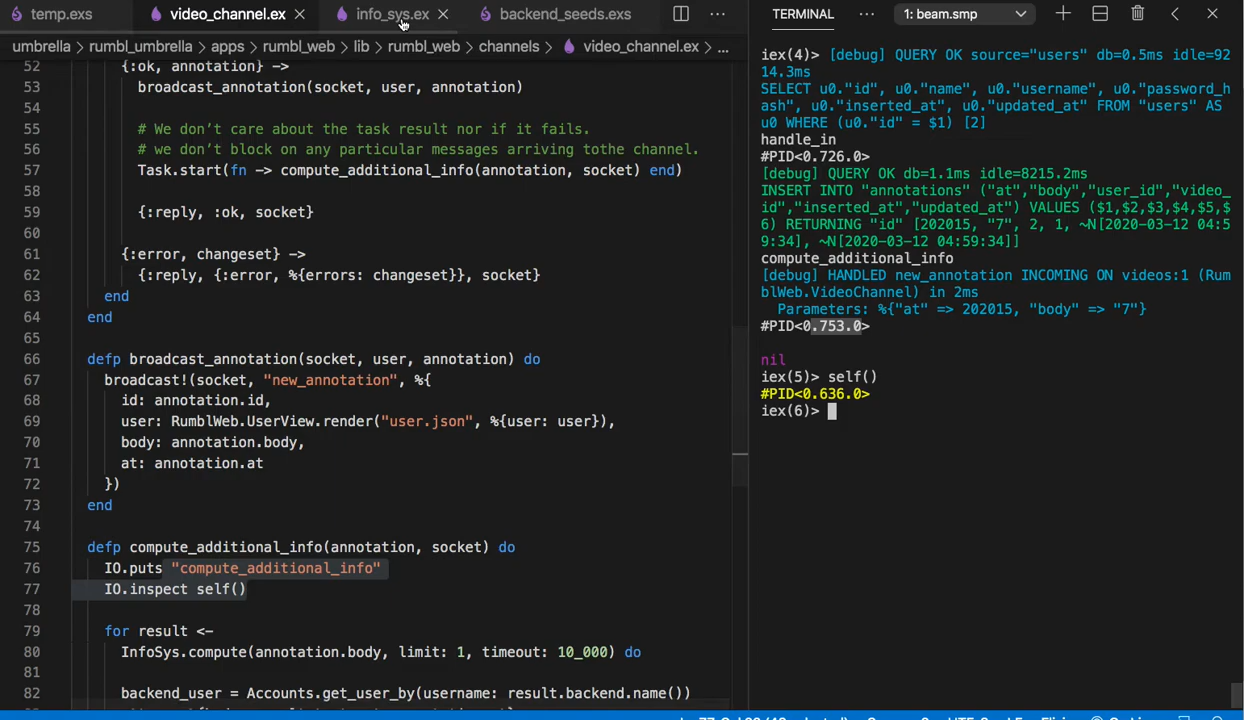 temp.exs
video_channel.ex
info_sys.ex
backend_seeds.exs
TERMINAL
1: beam.smp
umbrella > rumbl_umbrella > apps > rumbl_web > lib > rumbl_web > channels > video_channel.ex > ...
52 {:ok, annotation} ->
53 broadcast_annotation(socket, user, annotation)
54
55 # We don't care about the task result nor if it fails.
56 # we don't block on any particular messages arriving tothe channel.
57 Task.start(fn -> compute_additional_info(annotation, socket) end)
58
59 {:reply, :ok, socket}
60
61 {:error, changeset} ->
62 {:reply, {:error, %{errors: changeset}}, socket}
63 end
64 end
65
66 defp broadcast_annotation(socket, user, annotation) do
67 broadcast!(socket, "new_annotation", %{
68 id: annotation.id,
69 user: RumblWeb.UserView.render("user.json", %{user: user}),
70 body: annotation.body,
71 at: annotation.at
72 })
73 end
74
75 defp compute_additional_info(annotation, socket) do
76 IO.puts "compute_additional_info"
77 IO.inspect self()
78
79 for result <-
80 InfoSys.compute(annotation.body, limit: 1, timeout: 10_000) do
81
82 backend_user = Accounts.get_user_by(username: result.backend.name())
iex(4)> [debug] QUERY OK source="users" db=0.5ms idle=92
14.3ms
SELECT u0."id", u0."name", u0."username", u0."password_h
ash", u0."inserted_at", u0."updated_at" FROM "users" AS
u0 WHERE (u0."id" = $1) [2]
handle_in
#PID<0.726.0>
[debug] QUERY OK db=1.1ms idle=8215.2ms
INSERT INTO "annotations" ("at","body","user_id","video_
id","inserted_at","updated_at") VALUES ($1,$2,$3,$4,$5,$
6) RETURNING "id" [202015, "7", 2, 1, ~N[2020-03-12 04:5
9:34], ~N[2020-03-12 04:59:34]]
compute_additional_info
[debug] HANDLED new_annotation INCOMING ON videos:1 (Rum
blWeb.VideoChannel) in 2ms
Parameters: %{"at" => 202015, "body" => "7"}
#PID<0.753.0>
nil
iex(5)> self()
#PID<0.636.0>
iex(6)>